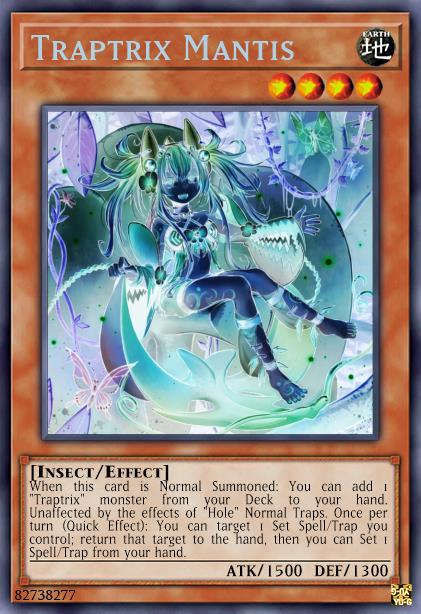 Traptrix Mantis
EARTH
地
[Insect/Effect]
When this card is Normal Summoned: You can add 1
"Traptrix" monster from your Deck to your hand.
Unaffected by the effects of "Hole" Normal Traps. Once per
turn (Quick Effect): You can target 1 Set Spell/Trap you
control; return that target to the hand, then you can Set 1
Spell/Trap from your hand.
ATK/1500 DEF/1300
82738277